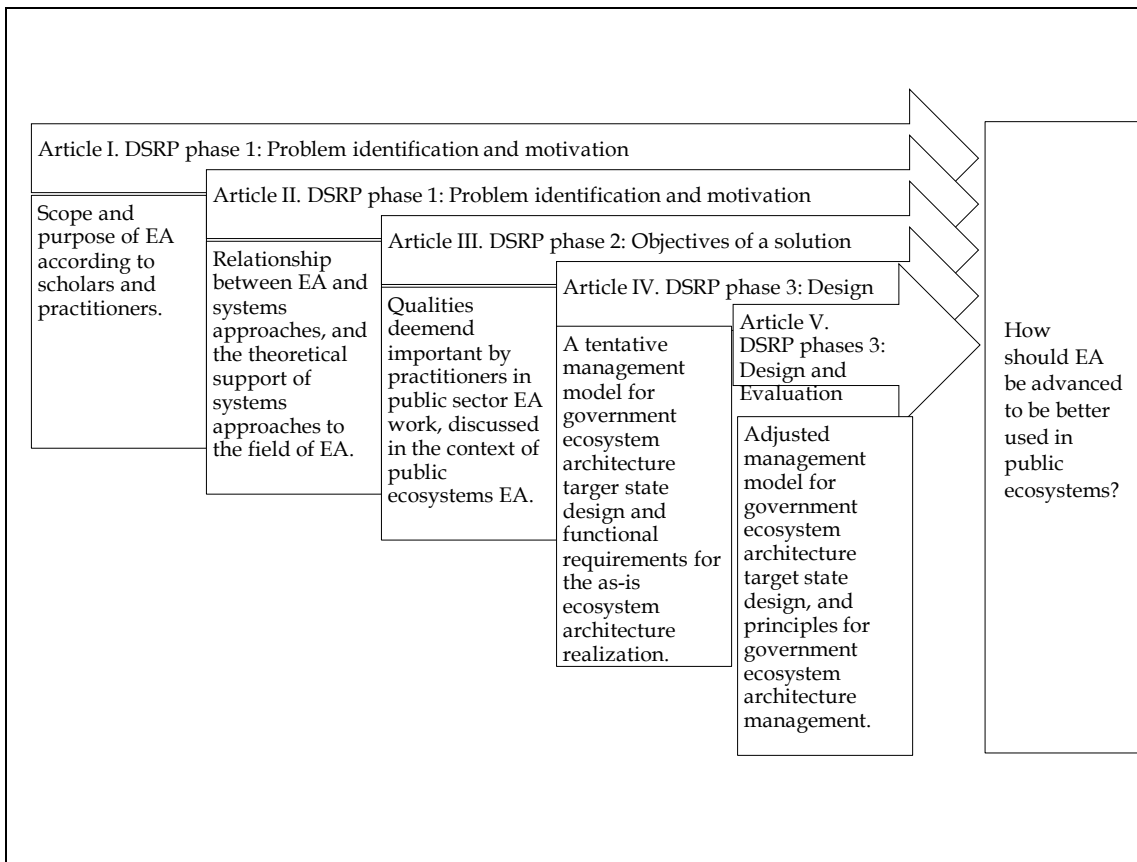 Article I. DSRP phase 1: Problem identification and motivation
Scope and
purpose of EA
according to
scholars and
practitioners.
Article II. DSRP phase 1: Problem identification and motivation
Relationship
between EA and
systems
approaches, and
the theoretical
support of
systems
approaches to
the field of EA.
Article III. DSRP phase 2: Objectives of a solution
Qualities
deemend
important by
practitioners in
public sector EA
work, discussed
in the context of
public
ecosystems EA.
Article IV. DSRP phase 3: Design
A tentative
management
model for
government
ecosystem
architecture
targer state
design and
functional
requirements for
the as-is
ecosystem
architecture
realization.
Article V.
DSRP phases 3:
Design and
Evaluation
Adjusted
management
model for
government
ecosystem
architecture
target state
design, and
principles for
government
ecosystem
architecture
management.
How
should EA
be advanced
to be better
used in
public
ecosystems?